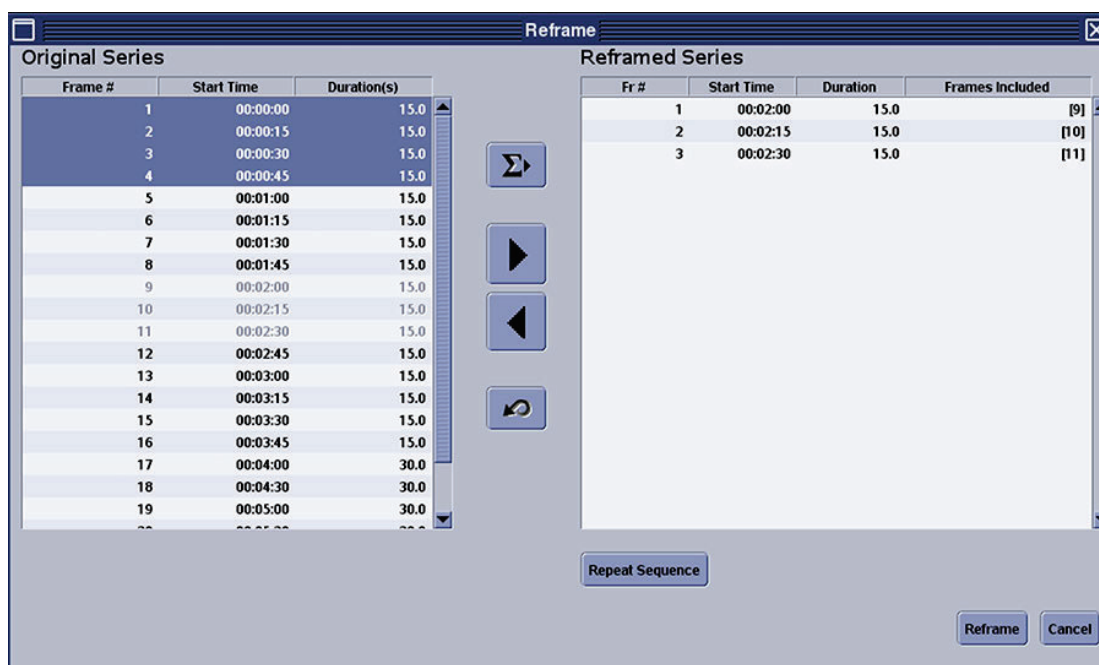 Reframe
Original Series
Reframed Series
Frame # Start Time Duration(s)
1 00:00:00 15.0
2 00:00:15 15.0
3 00:00:30 15.0
4 00:00:45 15.0
5 00:01:00 15.0
6 00:01:15 15.0
7 00:01:30 15.0
8 00:01:45 15.0
9 00:02:00 15.0
10 00:02:15 15.0
11 00:02:30 15.0
12 00:02:45 15.0
13 00:03:00 15.0
14 00:03:15 15.0
15 00:03:30 15.0
16 00:03:45 15.0
17 00:04:00 30.0
18 00:04:30 30.0
19 00:05:00 30.0
Σ
Fr # Start Time Duration Frames Included
1 00:02:00 15.0 [9]
2 00:02:15 15.0 [10]
3 00:02:30 15.0 [11]
Repeat Sequence
Reframe Cancel